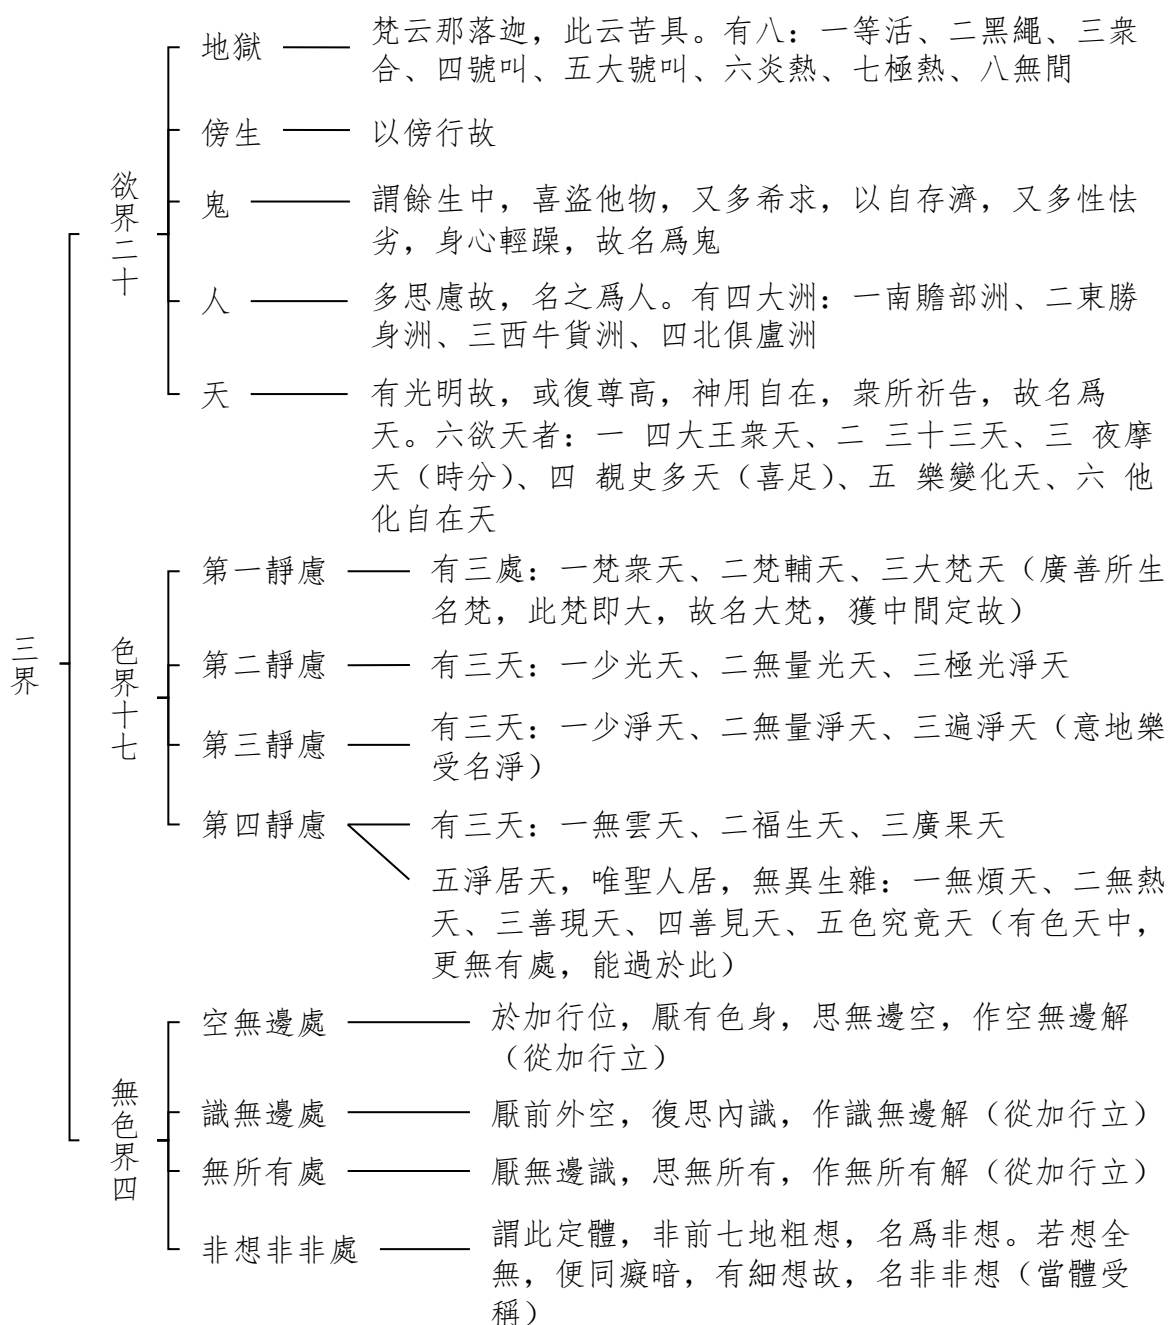 三界
欲界二十
地獄
梵云那落迦，此云苦具。有八：一等活、二黑繩、三衆
合、四號叫、五大號叫、六炎熱、七極熱、八無間
傍生
以傍行故
鬼
謂餘生中，喜盜他物，又多希求，以自存濟，又多性怯
劣，身心輕躁，故名爲鬼
人
多思慮故，名之爲人。有四大洲：一南贍部洲、二東勝
身洲、三西牛貨洲、四北俱盧洲
天
有光明故，或復尊高，神用自在，衆所祈告，故名爲
天。六欲天者：一 四大王衆天、二 三十三天、三 夜摩
天（時分）、四 覩史多天（喜足）、五 樂變化天、六 他
化自在天
色界十七
第一靜慮
有三處：一梵衆天、二梵輔天、三大梵天（廣善所生
名梵，此梵即大，故名大梵，獲中間定故）
第二靜慮
有三天：一少光天、二無量光天、三極光淨天
第三靜慮
有三天：一少淨天、二無量淨天、三遍淨天（意地樂
受名淨）
第四靜慮
有三天：一無雲天、二福生天、三廣果天
五淨居天，唯聖人居，無異生雜：一無煩天、二無熱
天、三善現天、四善見天、五色究竟天（有色天中，
更無有處，能過於此）
無色界四
空無邊處
於加行位，厭有色身，思無邊空，作空無邊解
（從加行立）
識無邊處
厭前外空，復思內識，作識無邊解（從加行立）
無所有處
厭無邊識，思無所有，作無所有解（從加行立）
非想非非處
謂此定體，非前七地粗想，名爲非想。若想全
無，便同癡暗，有細想故，名非非想（當體受
稱）